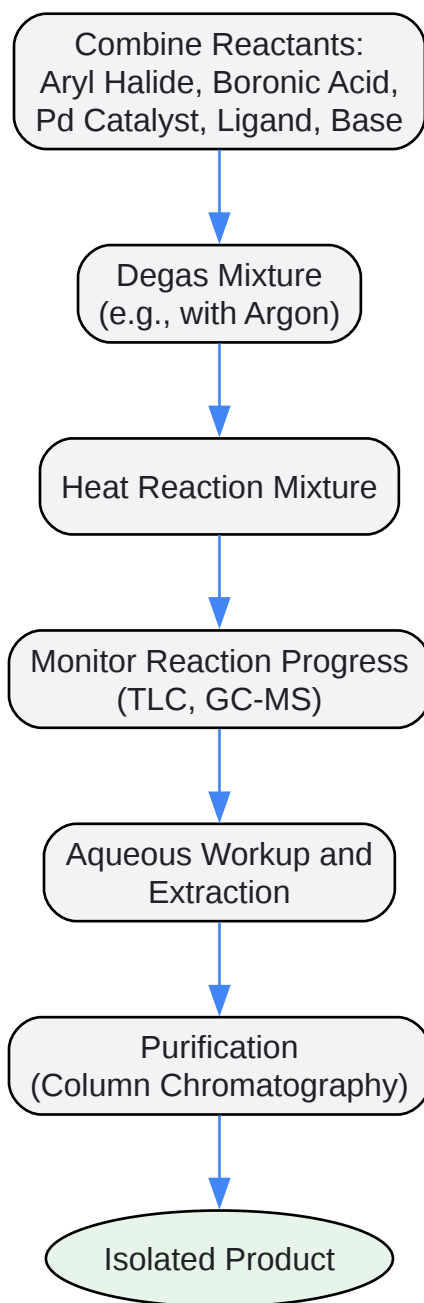 Combine Reactants:
Aryl Halide, Boronic Acid,
Pd Catalyst, Ligand, Base
Degas Mixture
(e.g., with Argon)
Heat Reaction Mixture
Monitor Reaction Progress
(TLC, GC-MS)
Aqueous Workup and
Extraction
Purification
(Column Chromatography)
Isolated Product